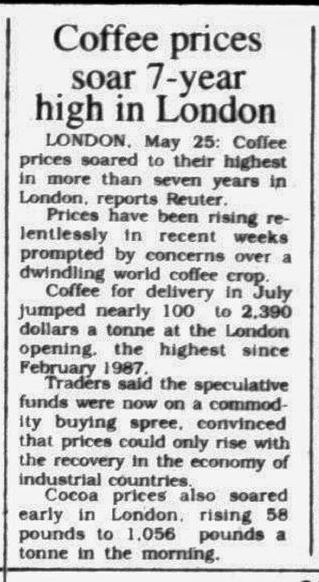 Coffee prices
soar 7-year
high in London
LONDON, May 25: Coffee
prices soared to their highest
in more than seven years in
London, reports Reuter.
Prices have been rising re-
lentlessly in recent weeks
prompted by concerns over a
dwindling world coffee crop.
Coffee for delivery in July
jumped nearly 100 to 2,390
dollars a tonne at the London
opening, the highest since
February 1987.
Traders said the speculative
funds were now on a commod-
ity buying spree, convinced
that prices could only rise with
the recovery in the economy of
industrial countries.
Cocoa prices also soared
early in London, rising 58
pounds to 1,056 pounds a
tonne in the morning.